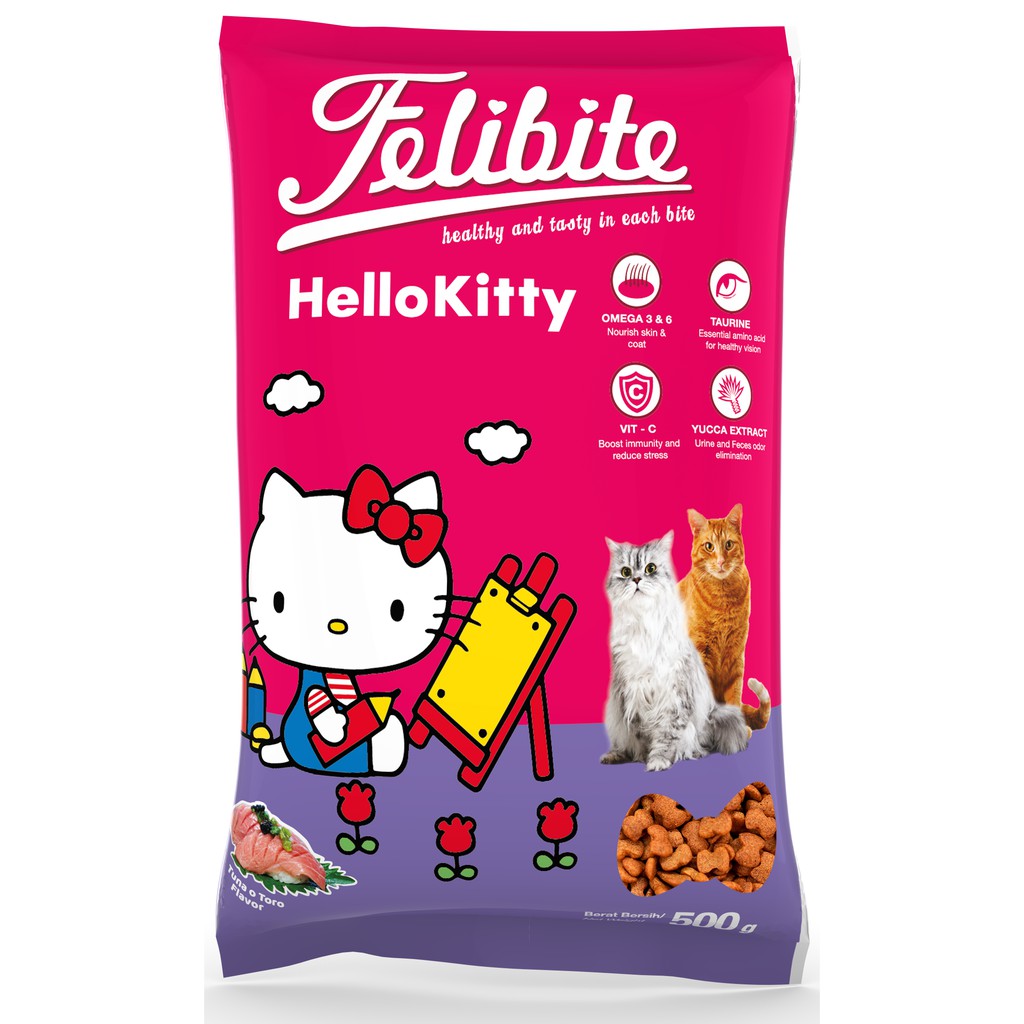 Felibite
healthy and tasty in each bite
HelloKitty
OMEGA 3 & 6
Nourish skin &
coat
TAURINE
Essential amino acid
for healthy vision
C
VIT - C
Boost immunity and
reduce stress
YUCCA EXTRACT
Urine and Feces odor
elimination
Tuna o Toro
Flavor
Berat Bersih/
Net Weight
500g